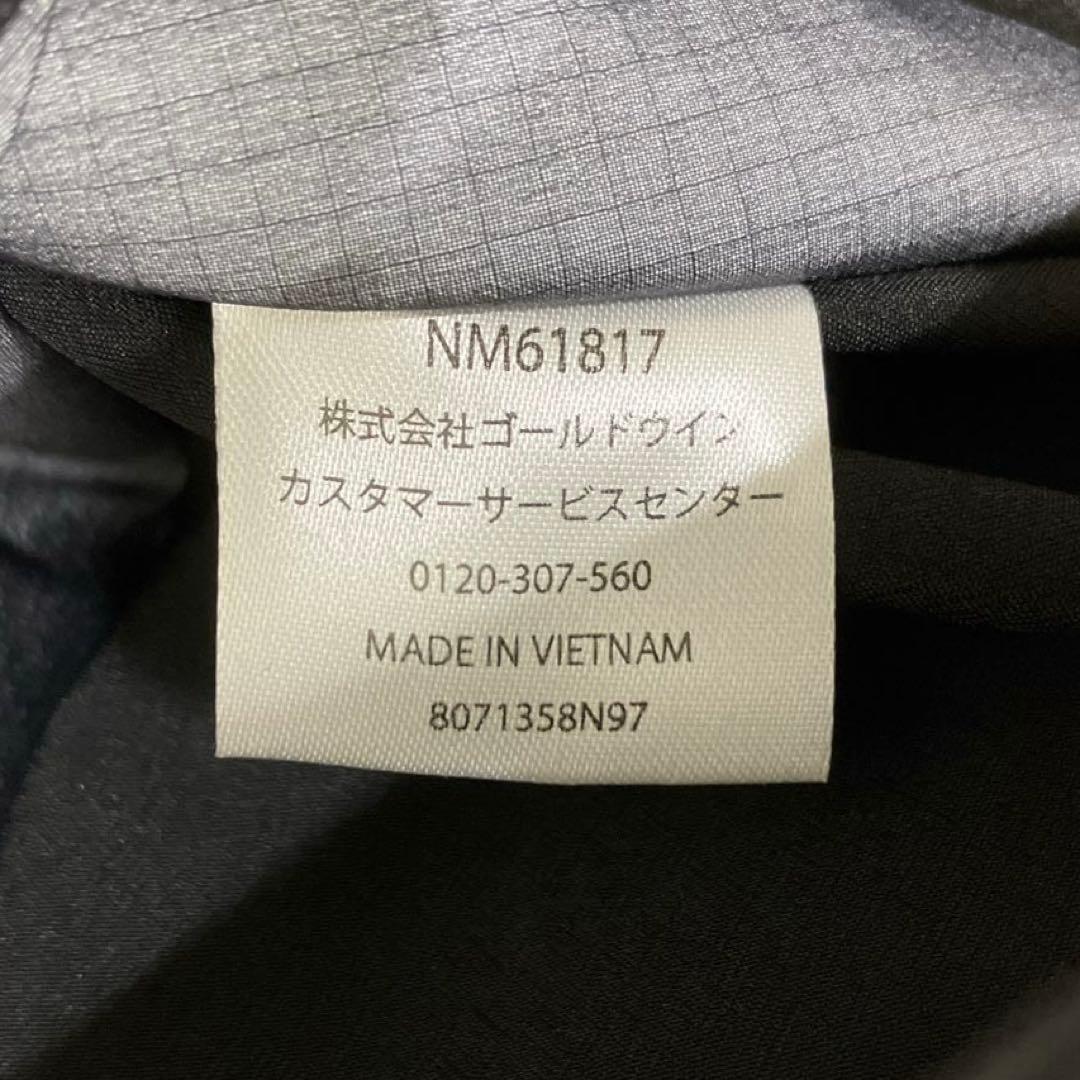 NM61817
株式会社ゴールドウイン
カスタマーサービスセンター
0120-307-560
MADE IN VIETNAM
8071358N97